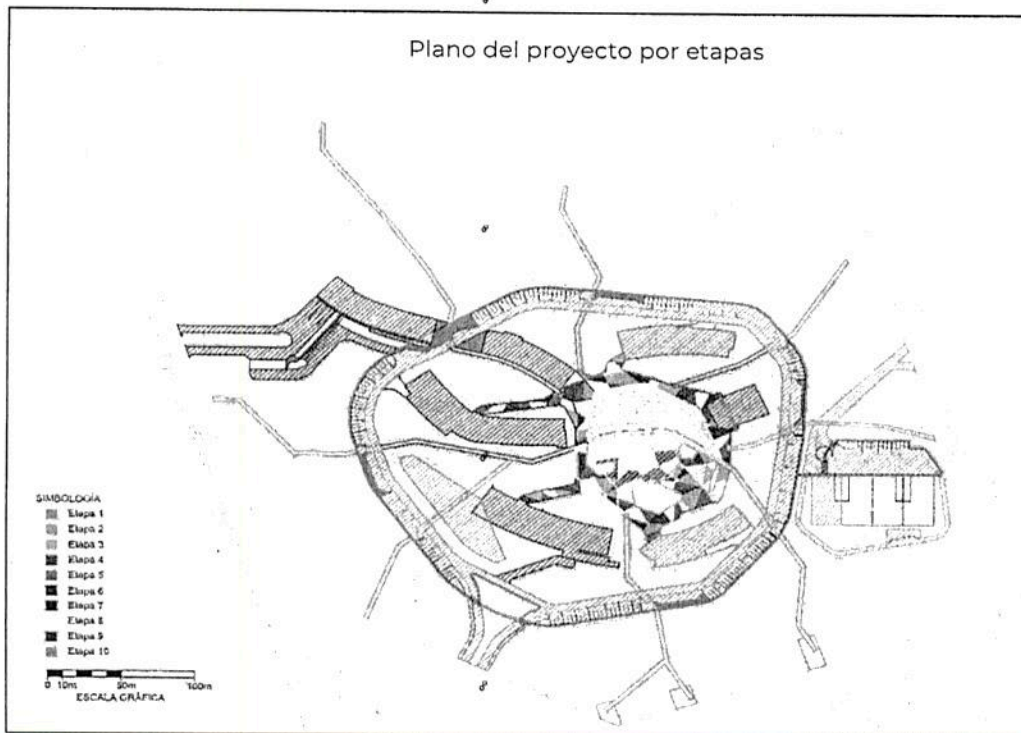 Plano del proyecto por etapas
SIMBOLOGÍA
Etapa 1
Etapa 2
Etapa 3
Etapa 4
Etapa 5
Etapa 6
Etapa 7
Etapa 8
Etapa 9
Etapa 10
0 10m 50m 100m
ESCALA GRÁFICA